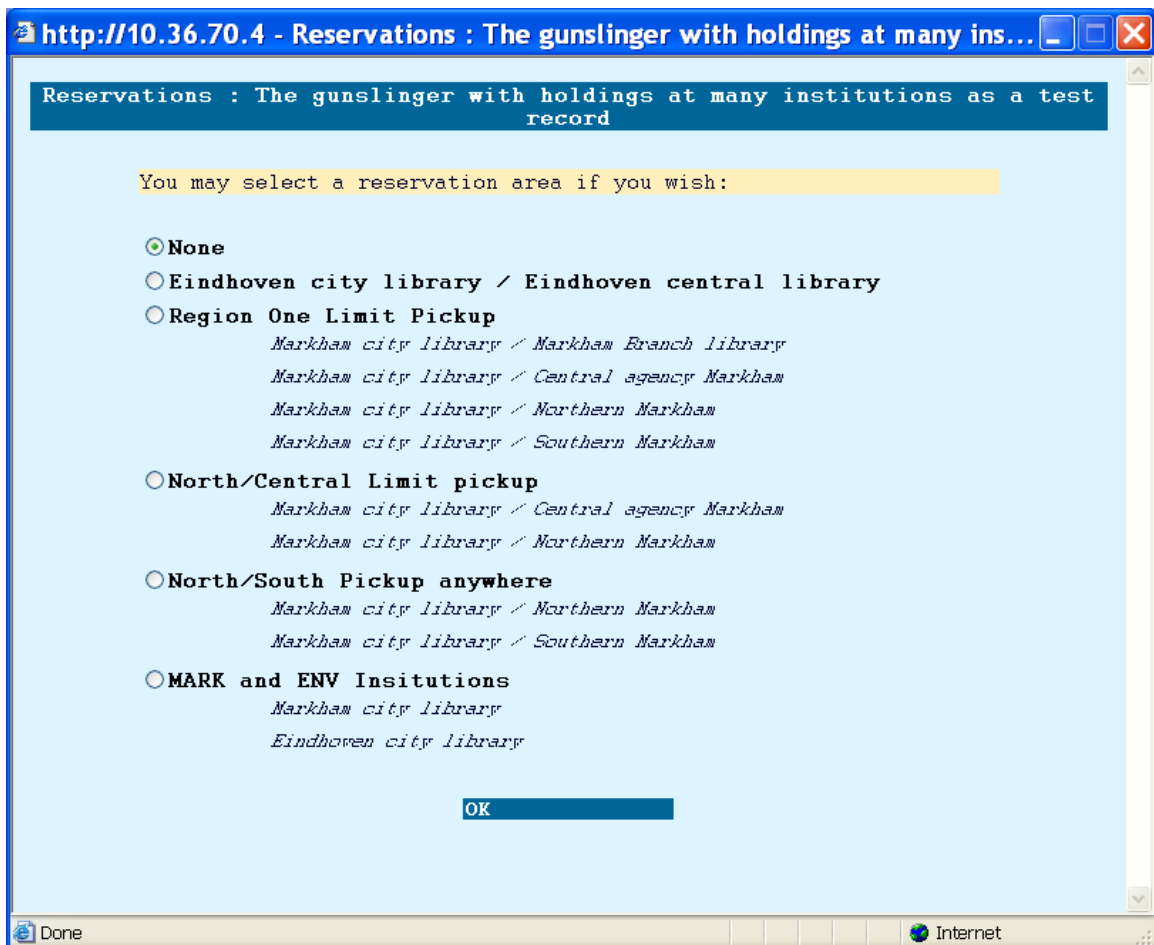 http://10.36.70.4 - Reservations : The gunslinger with holdings at many ins...
Reservations : The gunslinger with holdings at many institutions as a test
record
You may select a reservation area if you wish:
None
Eindhoven city library / Eindhoven central library
Region One Limit Pickup
Markham city library / Markham Branch library
Markham city library / Central agency Markham
Markham city library / Northern Markham
Markham city library / Southern Markham
North/Central Limit pickup
Markham city library / Central agency Markham
Markham city library / Northern Markham
North/South Pickup anywhere
Markham city library / Northern Markham
Markham city library / Southern Markham
MARK and ENV Insitutions
Markham city library
Eindhoven city library
OK
Done
Internet